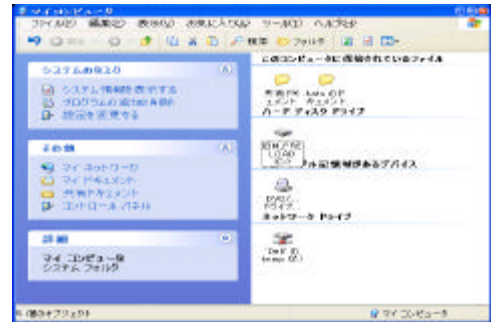 マイ コンピュータ
ファイル(F) 編集(E) 表示(V) お気に入り(A) ツール(T) ヘルプ(H)
戻る 検索 フォルダ
システムのタスク
システム情報を表示する
プログラムの追加と削除
設定を変更する
その他
マイ ネットワーク
マイ ドキュメント
共有ドキュメント
コントロール パネル
詳細
マイ コンピュータ
システム フォルダ
このコンピュータに保管されているファイル
ハード ディスク ドライブ
IBM_PRE
LOAD
リムーバブル記憶域があるデバイス
ネットワーク ドライブ
マイ コンピュータ